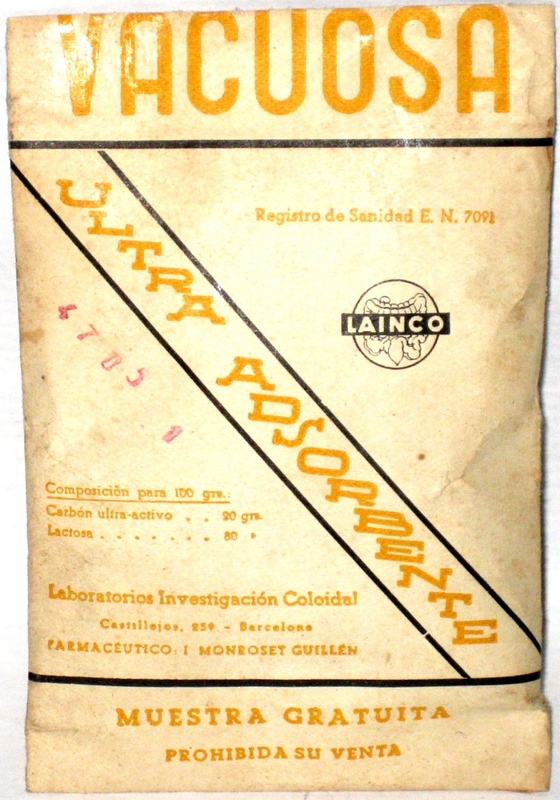 VACUOSA
Registro de Sanidad E. N. 7091
ULTRA ADSORBENTE
LAINCO
4705
Composición para 100 grs.:
Carbón ultra-activo . . 20 grs.
Lactosa . . . . . . . 80 »
Laboratorios Investigación Coloidal
Castillejos, 259 - Barcelona
FARMACÉUTICO: I MONROSET GUILLÉN
MUESTRA GRATUITA
PROHIBIDA SU VENTA